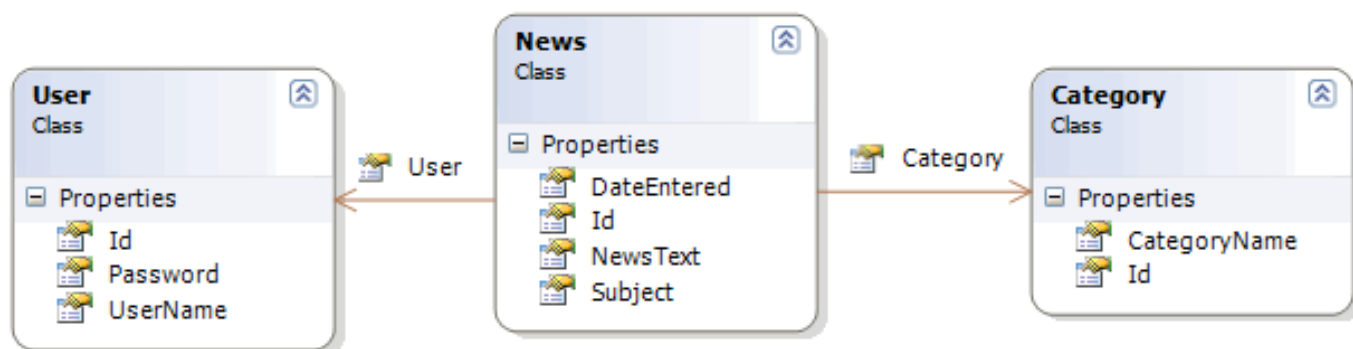 User
Class
Properties
Id
Password
UserName
User
News
Class
Properties
DateEntered
Id
NewsText
Subject
Category
Category
Class
Properties
CategoryName
Id